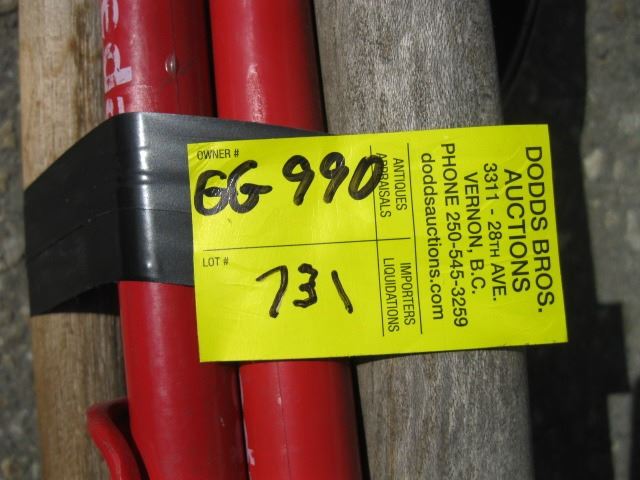 OWNER #
GG-990
LOT #
731
ANTIQUES
APPRAISALS
IMPORTERS
LIQUIDATIONS
DODDS BROS.
AUCTIONS
3311 - 28TH AVE.
VERNON, B.C.
PHONE 250-545-3259
doddsauctions.com